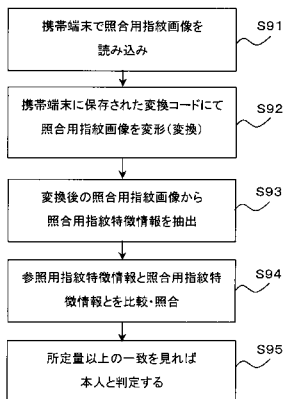 携帯端末で照合用指紋画像を
読み込み
S91
携帯端末に保存された変換コードにて
照合用指紋画像を変形(変換)
S92
変換後の照合用指紋画像から
照合用指紋特徴情報を抽出
S93
参照用指紋特徴情報と照合用指紋特
徴情報とを比較・照合
S94
所定量以上の一致を見れば
本人と判定する
S95